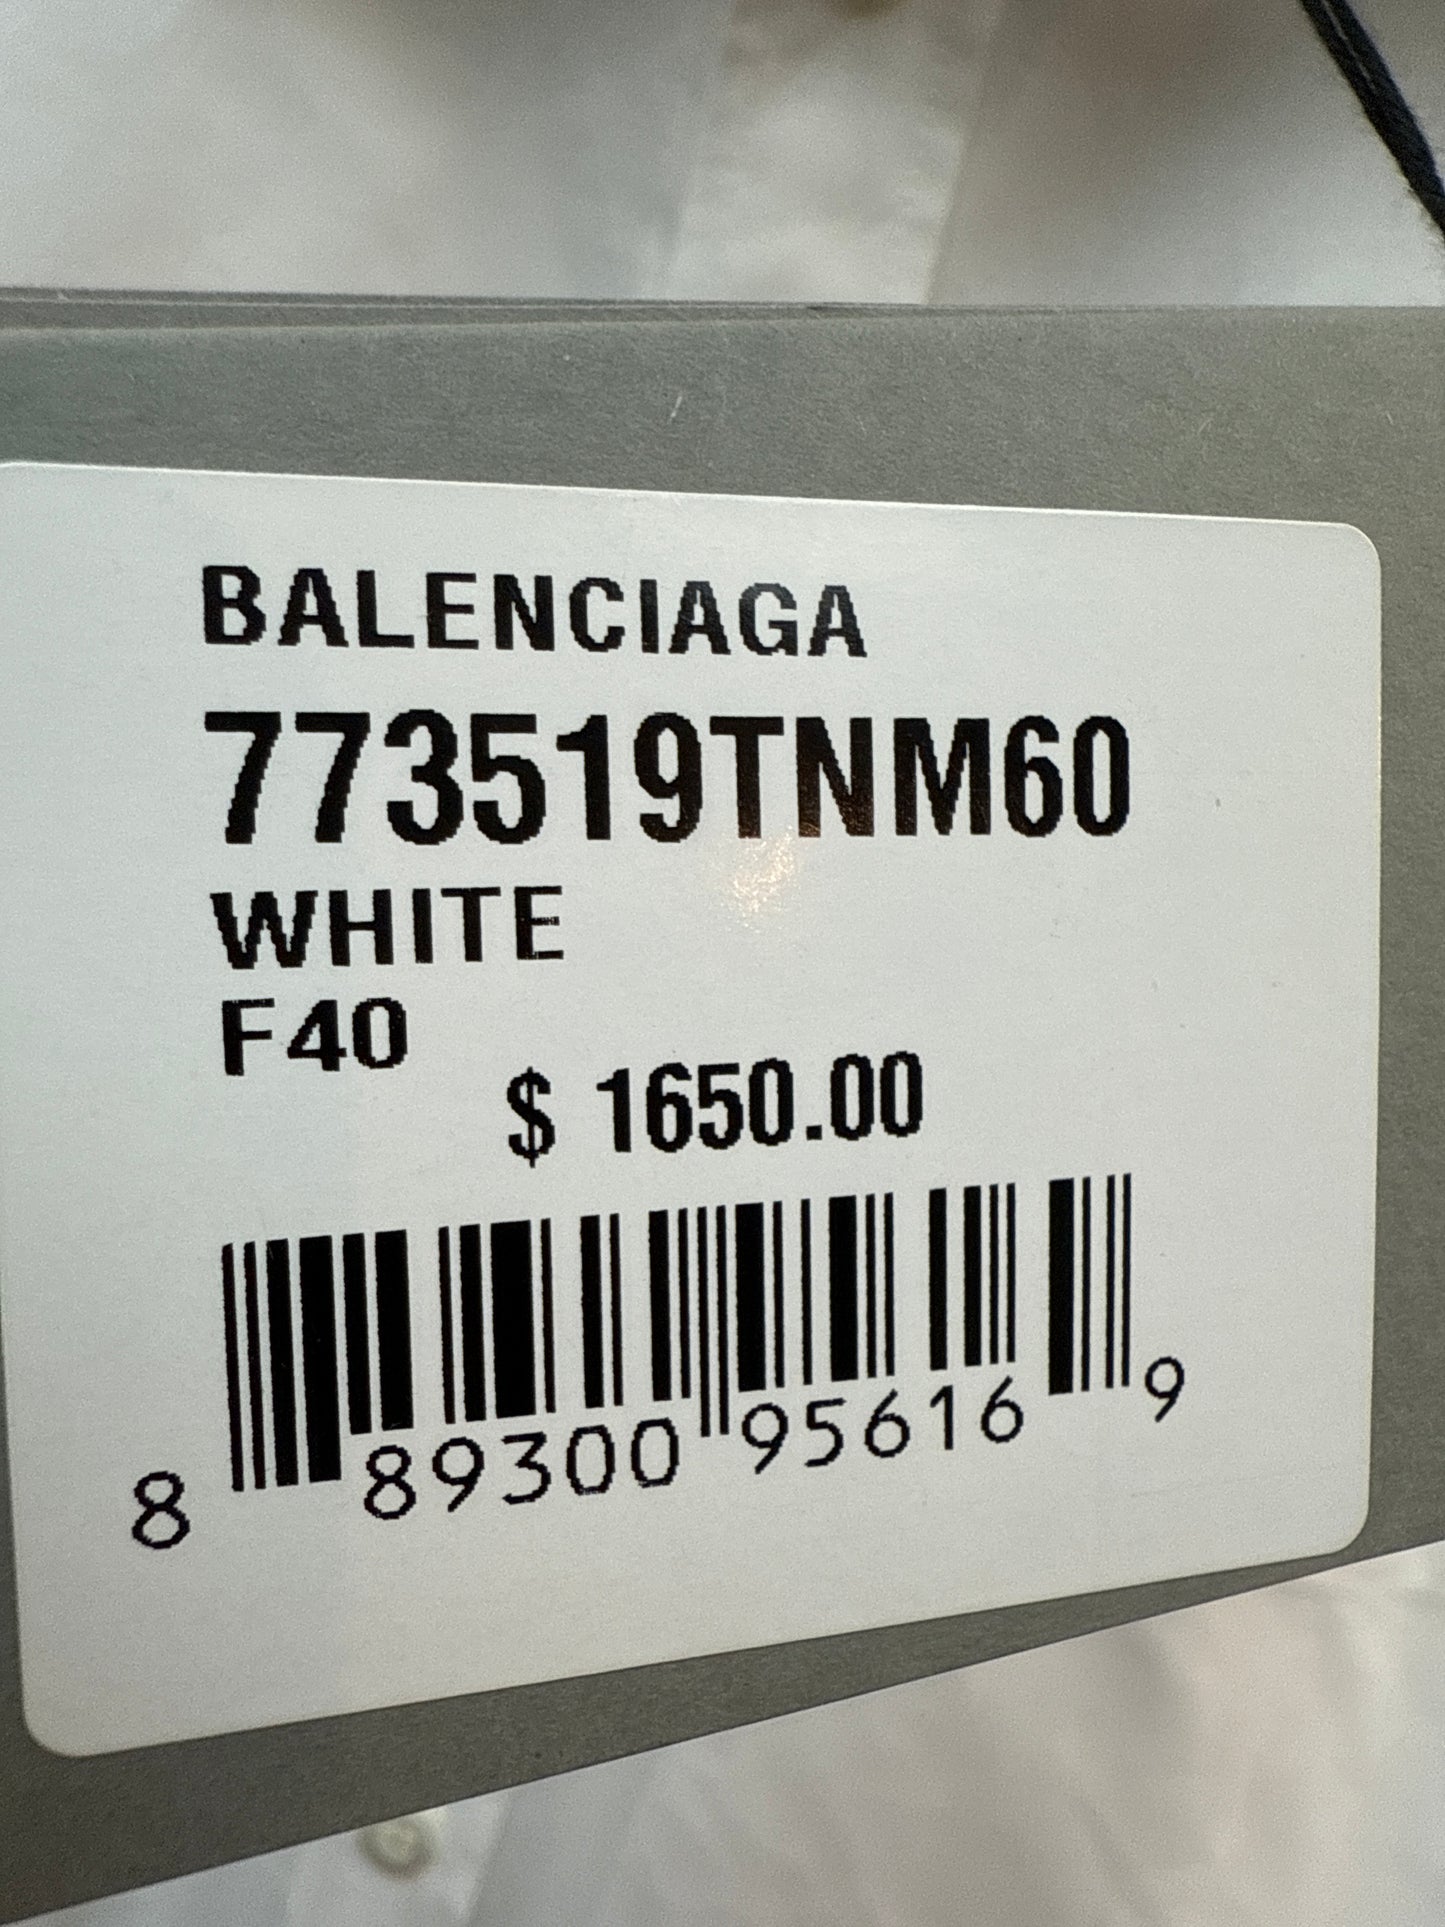 BALENCIAGA
773519TNM60
WHITE
F40
$ 1650.00
8 89300 95616 9